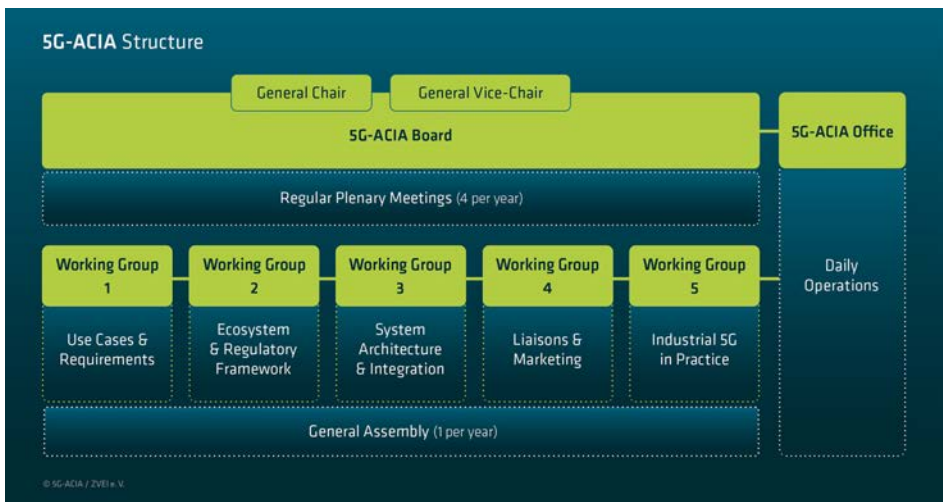 5G-ACIA Structure
General Chair
General Vice-Chair
5G-ACIA Board
5G-ACIA Office
Regular Plenary Meetings (4 per year)
Working Group
1
Working Group
2
Working Group
3
Working Group
4
Working Group
5
Daily
Operations
Use Cases &
Requirements
Ecosystem
& Regulatory
Framework
System
Architecture
& Integration
Liaisons &
Marketing
Industrial 5G
in Practice
General Assembly (1 per year)
© 5G-ACIA / ZVEI e. V.